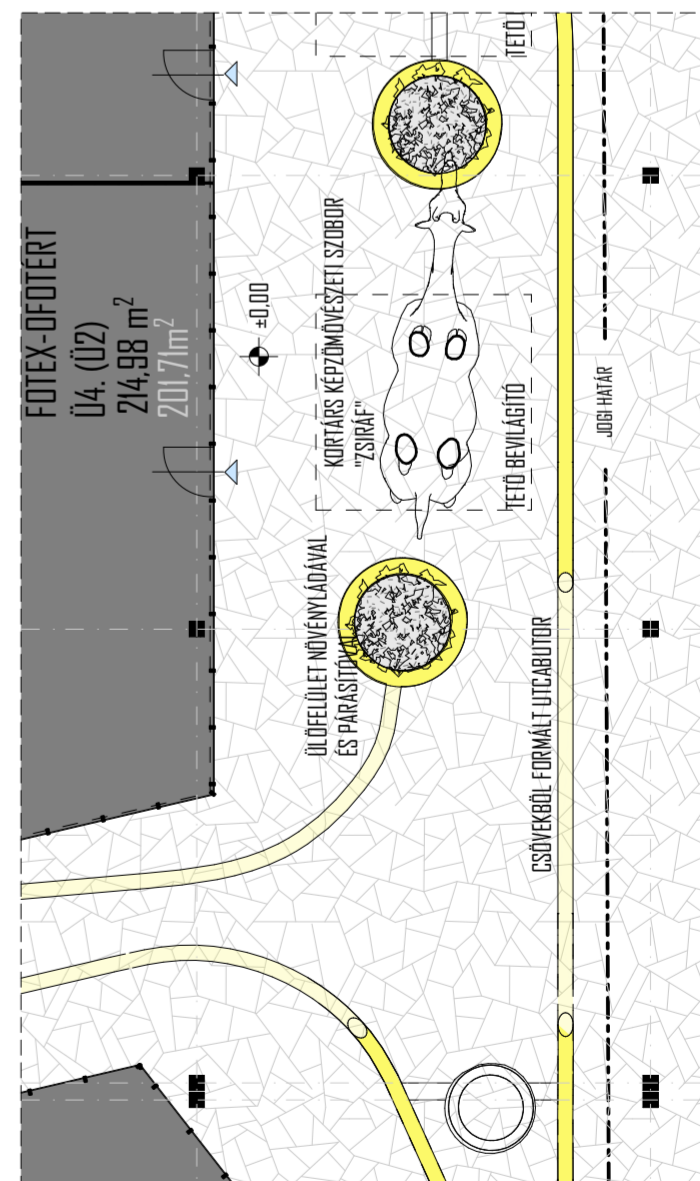 FOTEX-OFOTÉRT
Ü4. (Ü2)
214,98 m²
201,71m²
±0,00
KORTÁRS KÉPZŐMŰVÉSZETI SZOBOR
"ZSIRÁF"
TETŐ BEVILÁGÍTÓ
TETŐ
JOGI HATÁR
ÜLŐFELÜLET NÖVÉNYLÁDÁVAL
ÉS PÁRÁSÍTÓVAL
CSÖVEKBŐL FORMÁLT UTCABÚTOR